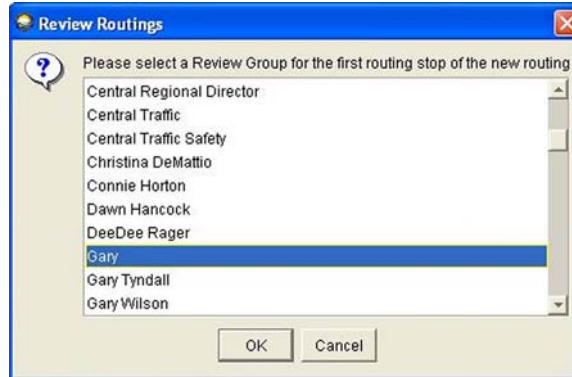 Review Routings
Please select a Review Group for the first routing stop of the new routing
Central Regional Director
Central Traffic
Central Traffic Safety
Christina DeMattio
Connie Horton
Dawn Hancock
DeeDee Rager
Gary
Gary Tyndall
Gary Wilson
OK Cancel